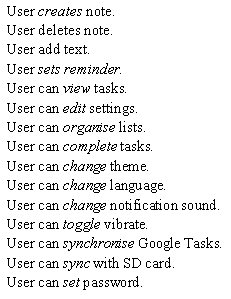 User creates note.
User deletes note.
User add text.
User sets reminder.
User can view tasks.
User can edit settings.
User can organise lists.
User can complete tasks.
User can change theme.
User can change language.
User can change notification sound.
User can toggle vibrate.
User can synchronise Google Tasks.
User can sync with SD card.
User can set password.